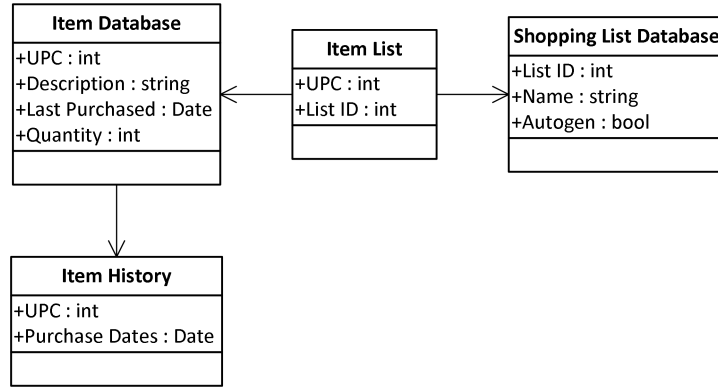 Item Database
+UPC : int
+Description : string
+Last Purchased : Date
+Quantity : int
Item List
+UPC : int
+List ID : int
Shopping List Database
+List ID : int
+Name : string
+Autogen : bool
Item History
+UPC : int
+Purchase Dates : Date